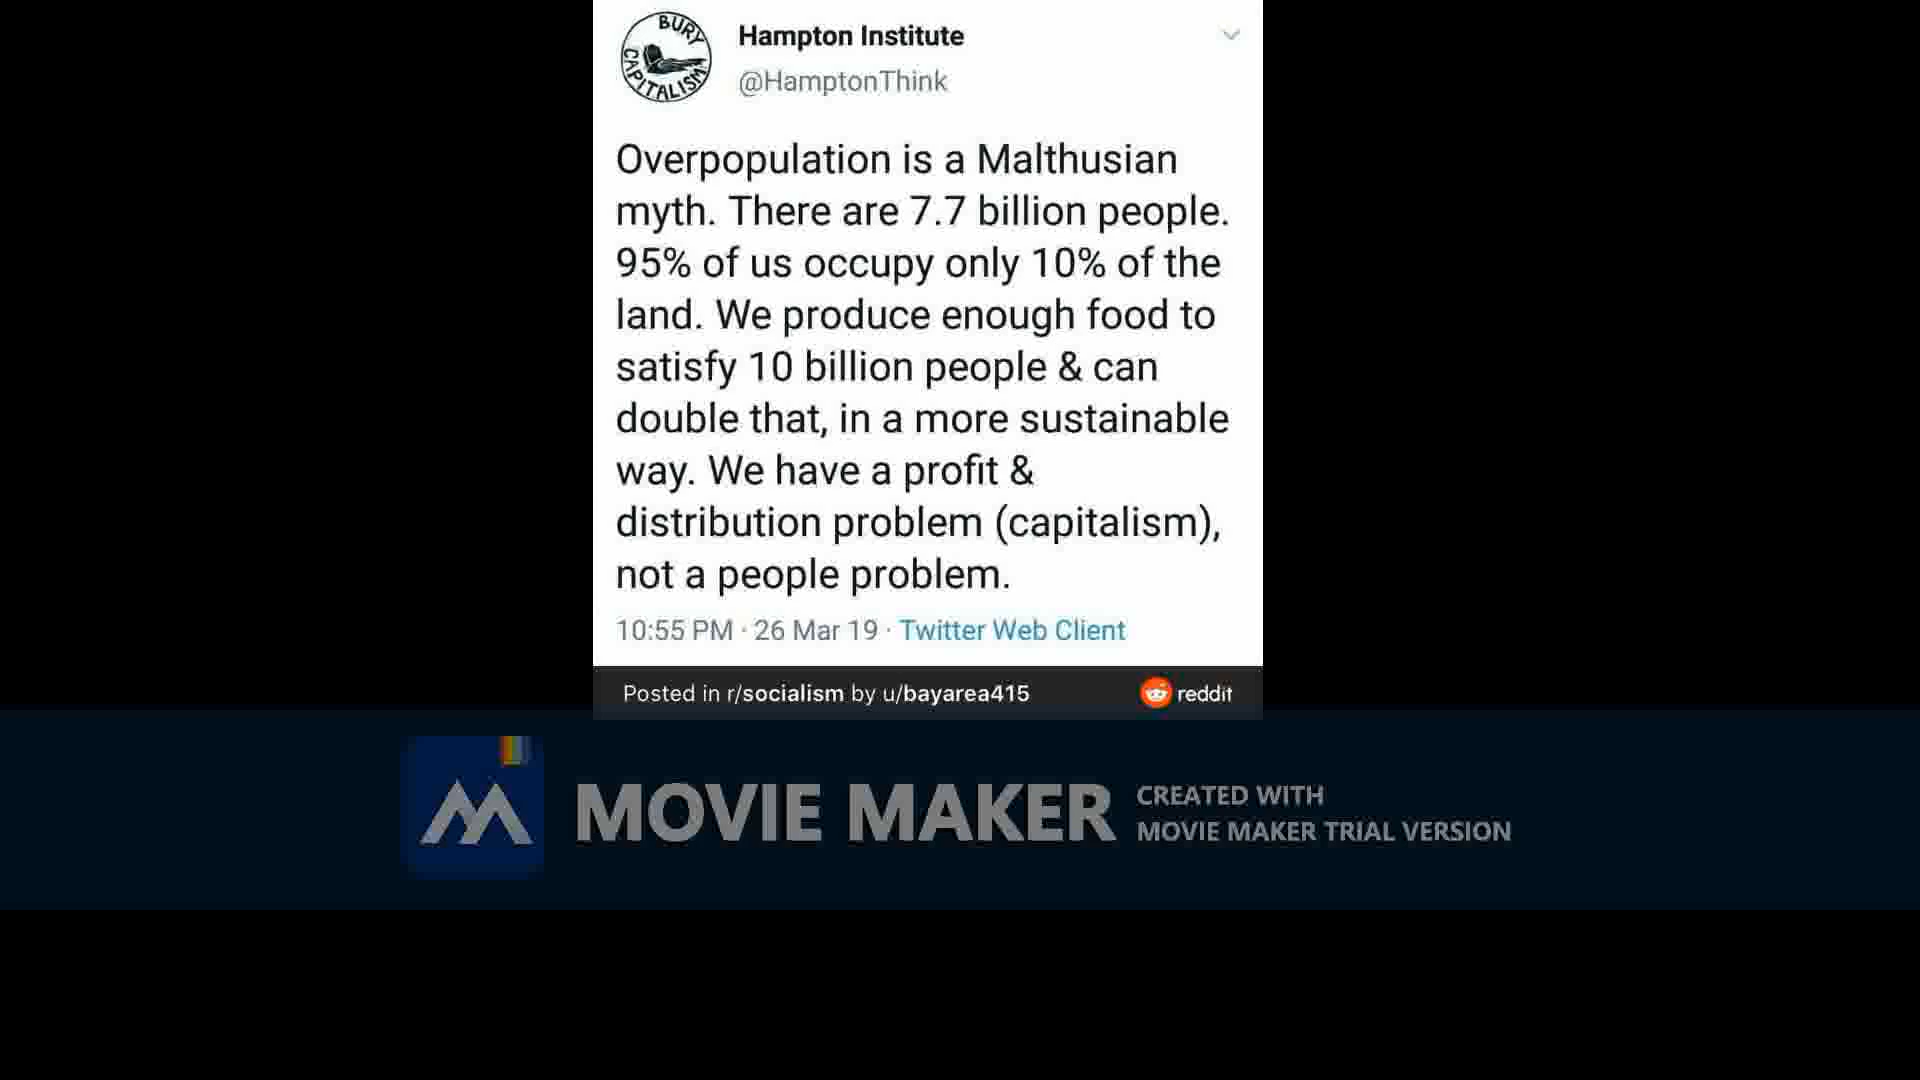 BURY CAPITALISM
Hampton Institute
@HamptonThink
Overpopulation is a Malthusian
myth. There are 7.7 billion people.
95% of us occupy only 10% of the
land. We produce enough food to
satisfy 10 billion people & can
double that, in a more sustainable
way. We have a profit &
distribution problem (capitalism),
not a people problem.
10:55 PM · 26 Mar 19 · Twitter Web Client
Posted in r/socialism by u/bayarea415
reddit
MOVIE MAKER
CREATED WITH
MOVIE MAKER TRIAL VERSION